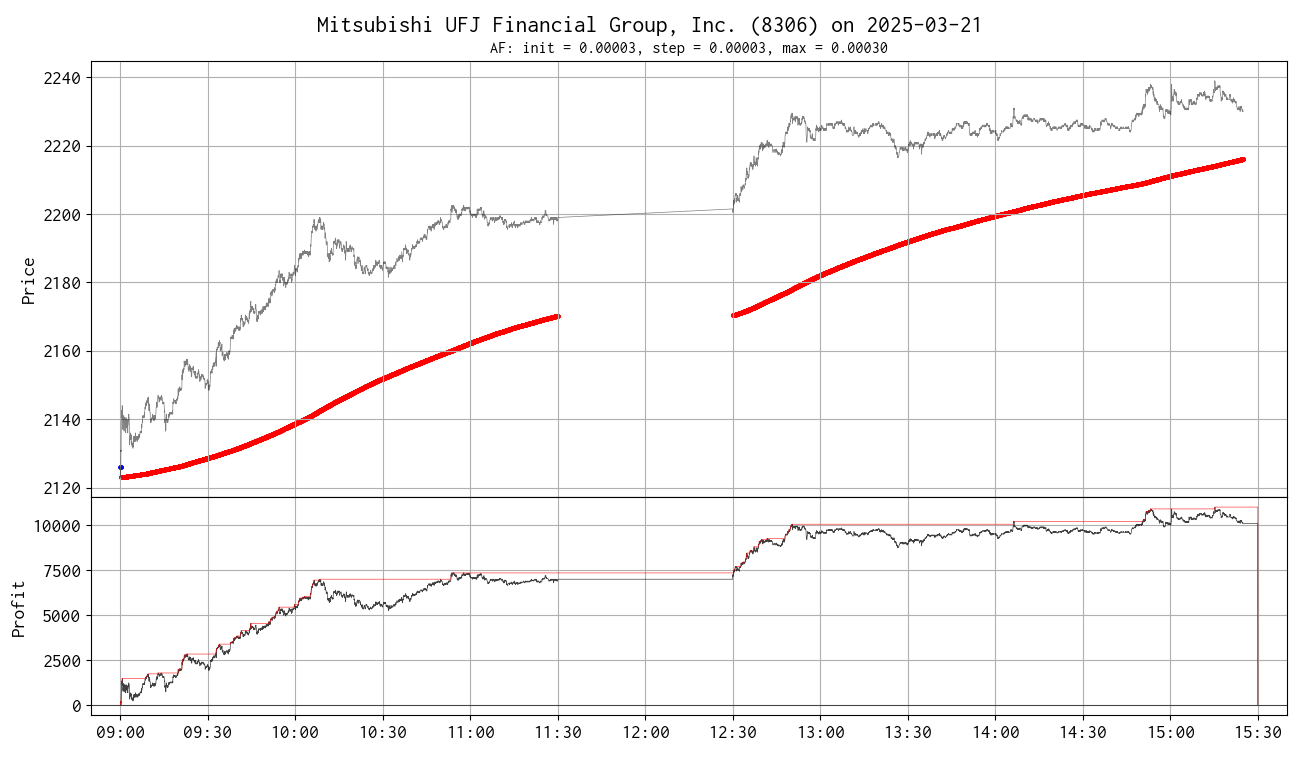 Mitsubishi UFJ Financial Group, Inc. (8306) on 2025-03-21
AF: init = 0.00003, step = 0.00003, max = 0.00030
Price
2240
2220
2200
2180
2160
2140
2120
Profit
10000
7500
5000
2500
0
09:00 09:30 10:00 10:30 11:00 11:30 12:00 12:30 13:00 13:30 14:00 14:30 15:00 15:30